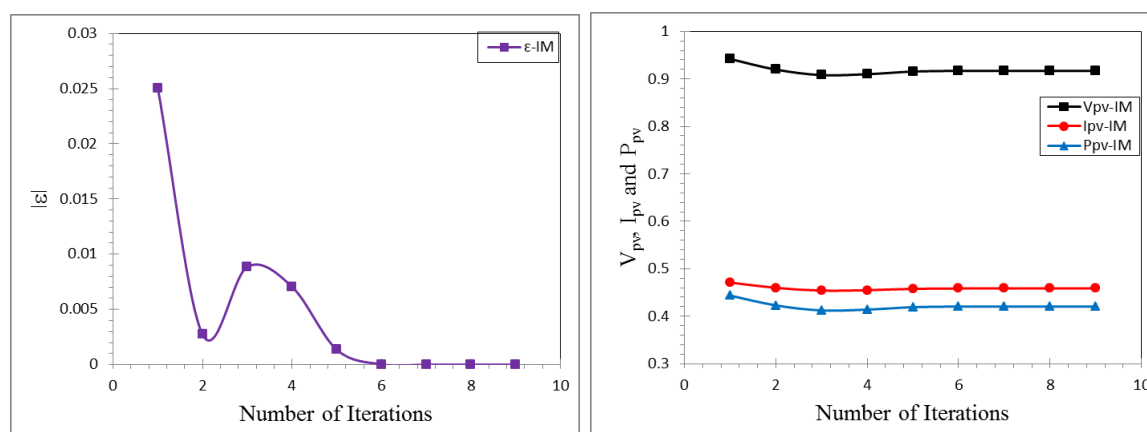 0.03
0.025
0.02
0.015
0.01
0.005
0
|ε|
ε-IM
0 2 4 6 8 10
Number of Iterations
1
0.9
0.8
0.7
0.6
0.5
0.4
0.3
Vpv, Ipv and Ppv
Vpv-IM
Ipv-IM
Ppv-IM
0 2 4 6 8 10
Number of Iterations